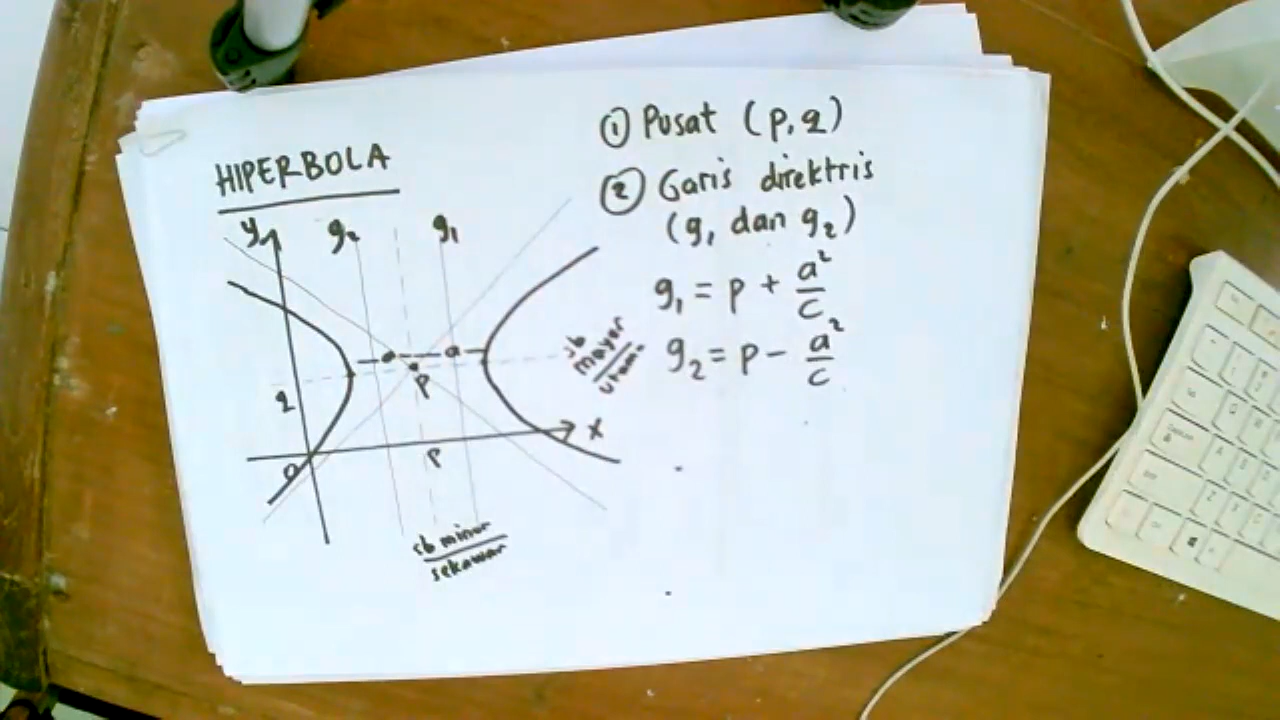 HIPERBOLA
① Pusat (p, q)
② Garis direktris
(g₁ dan g₂)
g₁ = p + a²/c
g₂ = p - a²/c
y
g₂
g₁
a
a
p
q
sb
mayor
utama
x
O
p
sb minor
sekawan